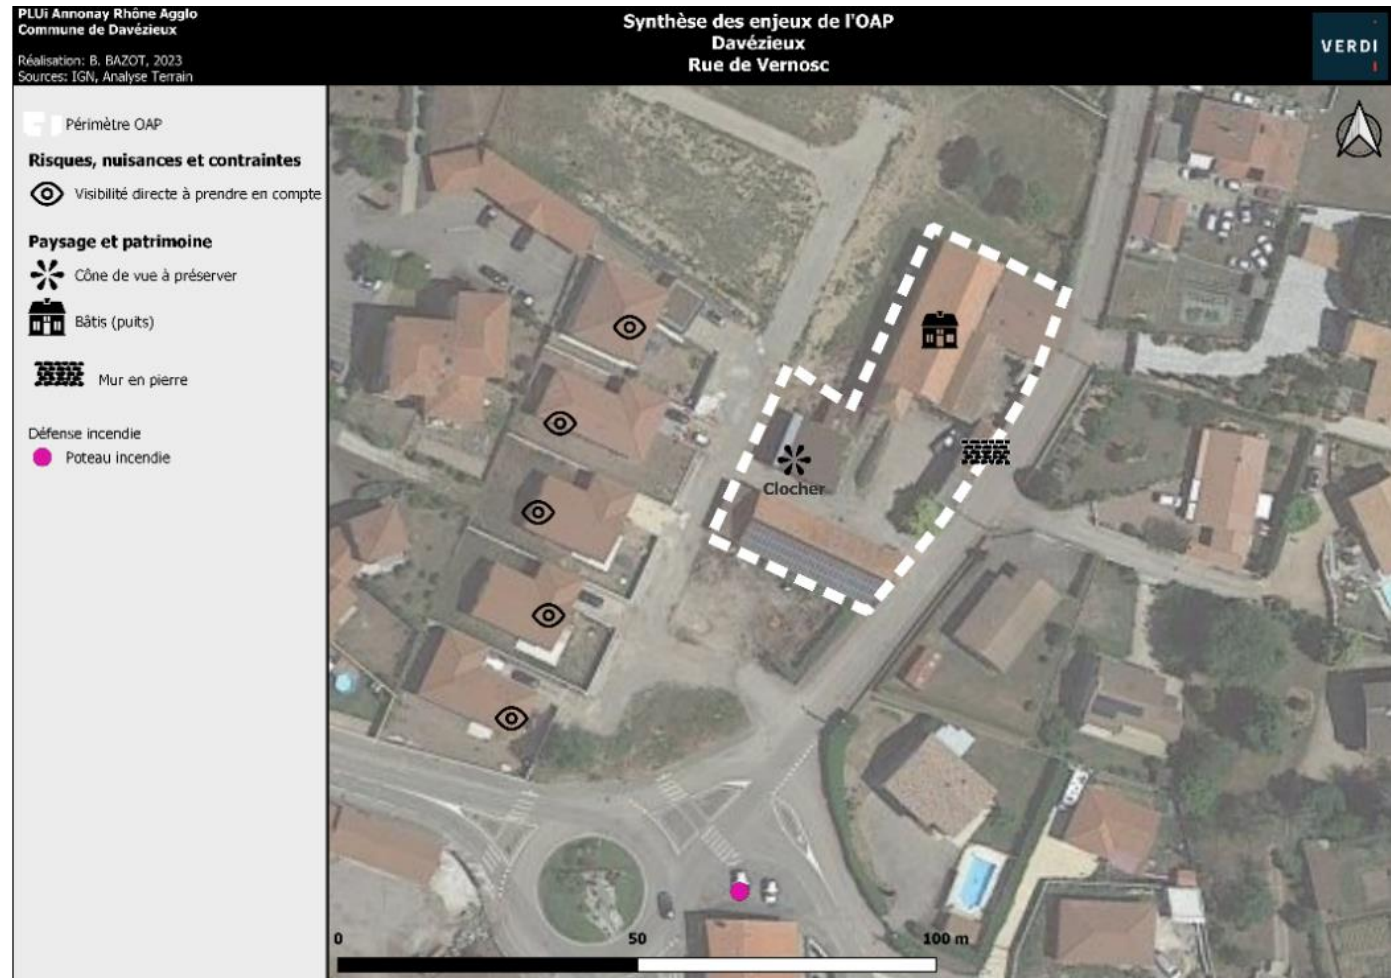 PLUi Annonay Rhône Agglo
Commune de Davézieux
Réalisation: B. BAZOT, 2023
Sources: IGN, Analyse Terrain
Synthèse des enjeux de l'OAP
Davézieux
Rue de Vernosc
VERDI
Périmètre OAP
Risques, nuisances et contraintes
Visibilité directe à prendre en compte
Paysage et patrimoine
Cône de vue à préserver
Bâtis (puits)
Mur en pierre
Défense incendie
Poteau incendie
Clocher
0 50 100 m